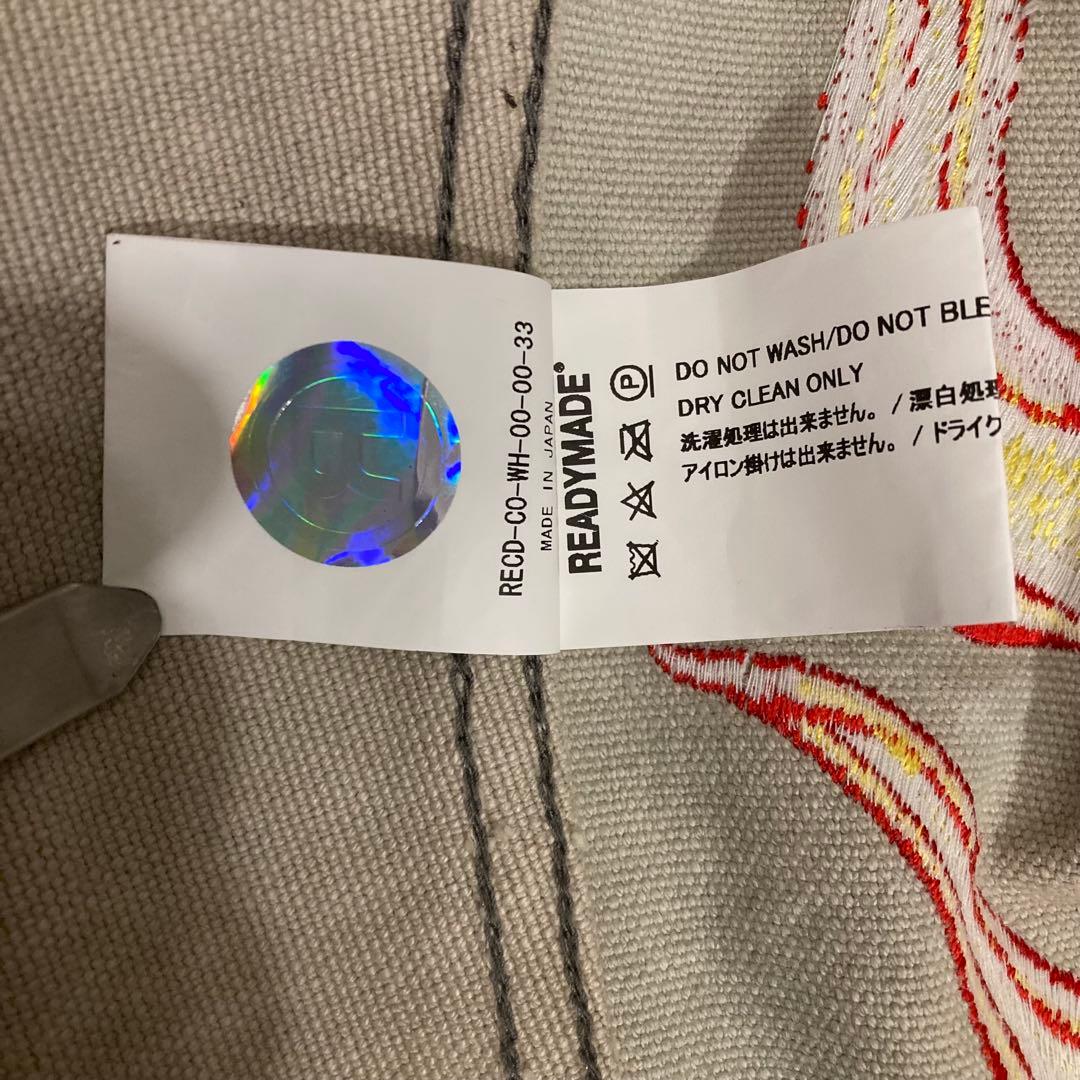 RECD-CO-WH-00-00-33
MADE IN JAPAN
READYMADE®
P
DO NOT WASH/DO NOT BLE
DRY CLEAN ONLY
洗濯処理は出来ません。 / 漂白処理
アイロン掛けは出来ません。 / ドライク
R